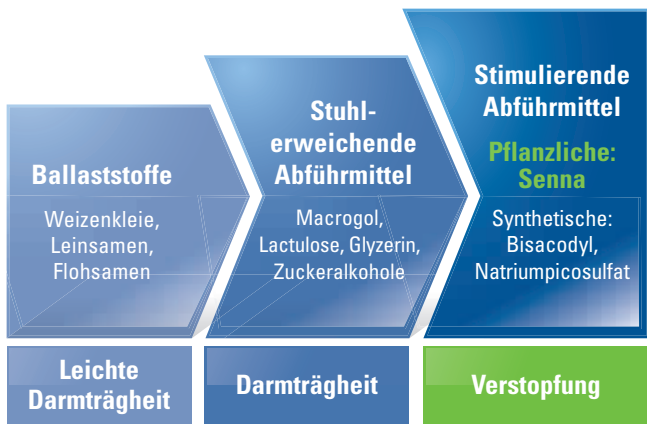 Ballaststoffe
Weizenkleie,
Leinsamen,
Flohsamen
Leichte
Darmträgheit
Stuhl-
erweichende
Abführmittel
Macrogol,
Lactulose, Glyzerin,
Zuckeralkohole
Darmträgheit
Stimulierende
Abführmittel
Pflanzliche:
Senna
Synthetische:
Bisacodyl,
Natriumpicosulfat
Verstopfung